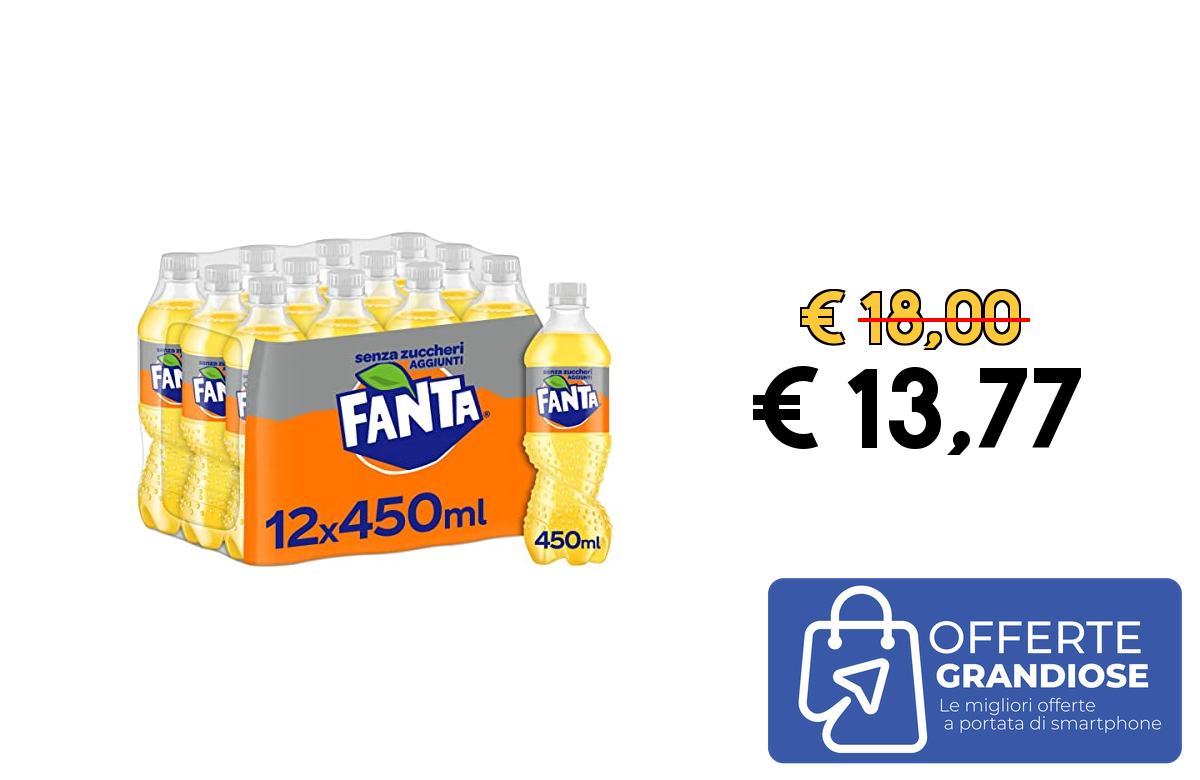 senza zuccheri
AGGIUNTI
FANTA
12x450ml
senza zuccheri
AGGIUNTI
FANTA
450ml
€ 18,00
€ 13,77
OFFERTE
GRANDIOSE
Le migliori offerte
a portata di smartphone